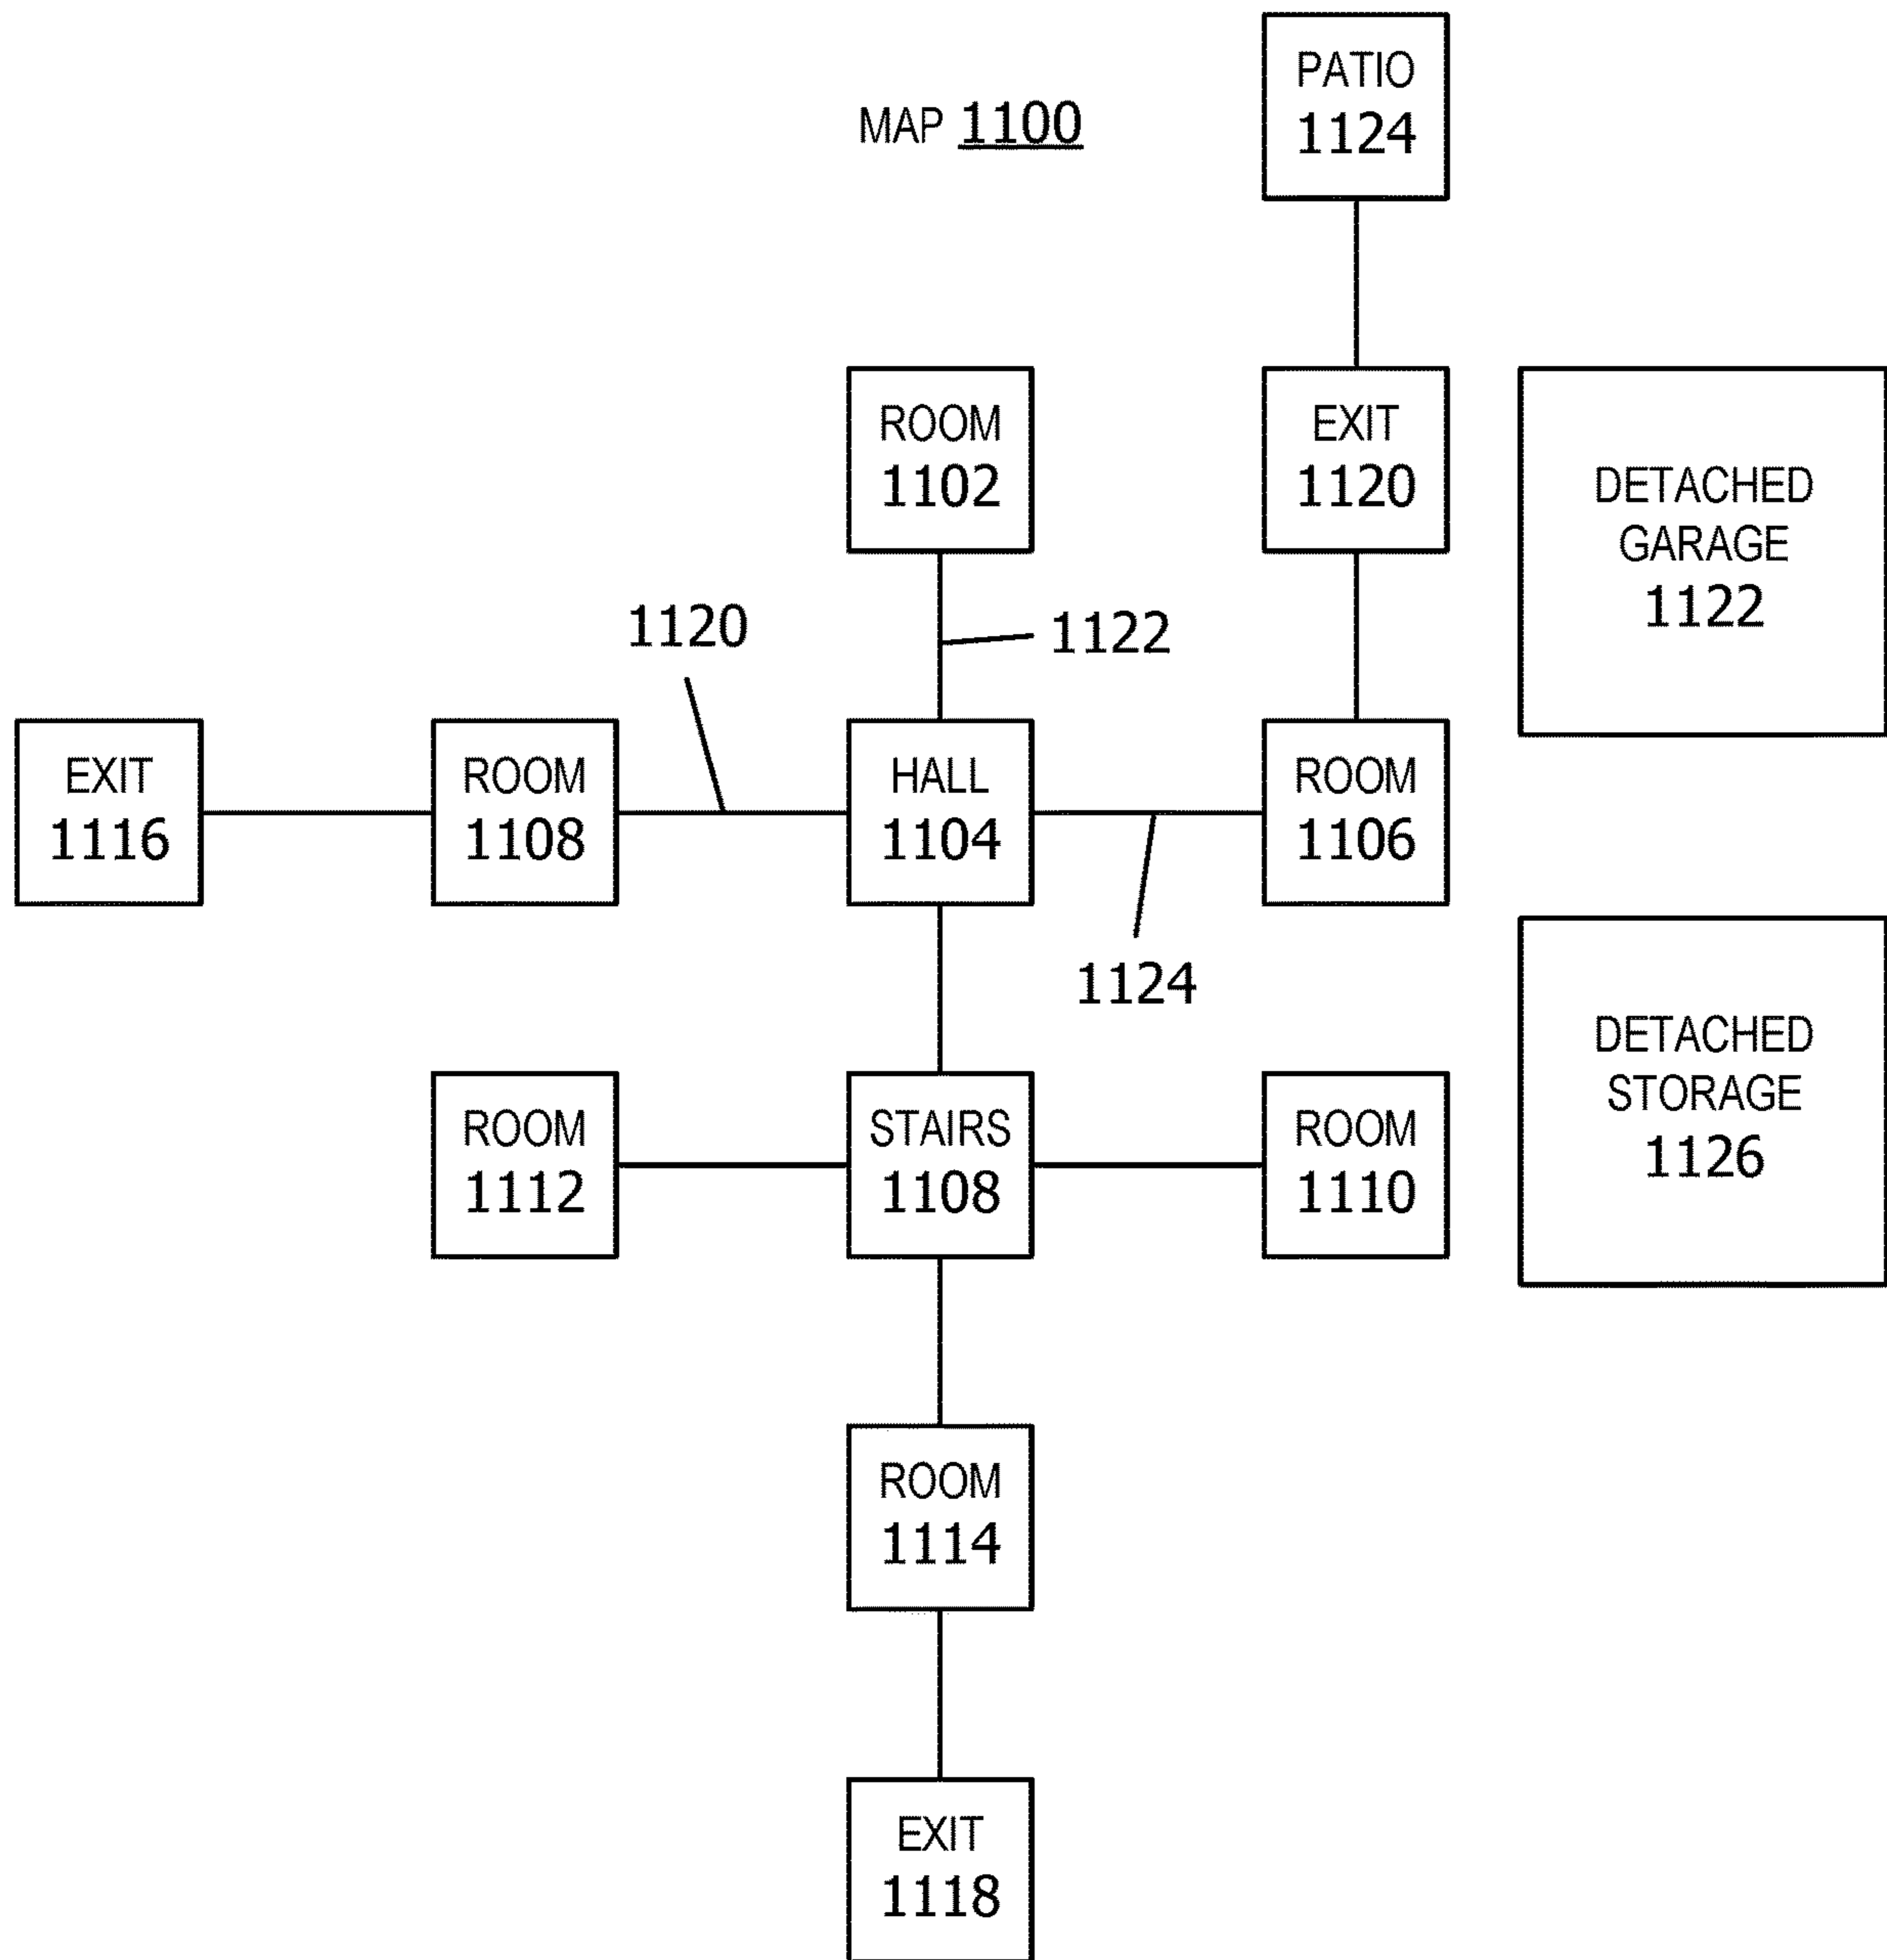 PATIO
1124
MAP 1100
ROOM
1102
EXIT
1120
DETACHED
GARAGE
1122
1120
1122
EXIT
1116
ROOM
1108
HALL
1104
ROOM
1106
1124
DETACHED
STORAGE
1126
ROOM
1112
STAIRS
1108
ROOM
1110
ROOM
1114
EXIT
1118